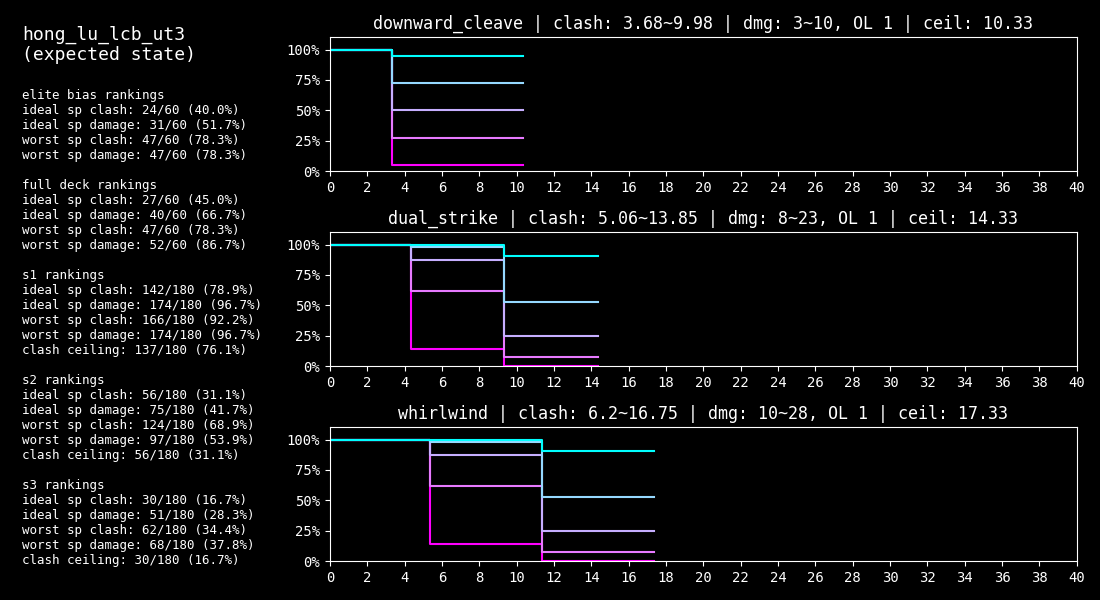 hong_lu_lcb_ut3
(expected state)
elite bias rankings
ideal sp clash: 24/60 (40.0%)
ideal sp damage: 31/60 (51.7%)
worst sp clash: 47/60 (78.3%)
worst sp damage: 47/60 (78.3%)
full deck rankings
ideal sp clash: 27/60 (45.0%)
ideal sp damage: 40/60 (66.7%)
worst sp clash: 47/60 (78.3%)
worst sp damage: 52/60 (86.7%)
s1 rankings
ideal sp clash: 142/180 (78.9%)
ideal sp damage: 174/180 (96.7%)
worst sp clash: 166/180 (92.2%)
worst sp damage: 174/180 (96.7%)
clash ceiling: 137/180 (76.1%)
s2 rankings
ideal sp clash: 56/180 (31.1%)
ideal sp damage: 75/180 (41.7%)
worst sp clash: 124/180 (68.9%)
worst sp damage: 97/180 (53.9%)
clash ceiling: 56/180 (31.1%)
s3 rankings
ideal sp clash: 30/180 (16.7%)
ideal sp damage: 51/180 (28.3%)
worst sp clash: 62/180 (34.4%)
worst sp damage: 68/180 (37.8%)
clash ceiling: 30/180 (16.7%)
downward_cleave | clash: 3.68~9.98 | dmg: 3~10, OL 1 | ceil: 10.33
100%
75%
50%
25%
0%
0 2 4 6 8 10 12 14 16 18 20 22 24 26 28 30 32 34 36 38 40
dual_strike | clash: 5.06~13.85 | dmg: 8~23, OL 1 | ceil: 14.33
100%
75%
50%
25%
0%
0 2 4 6 8 10 12 14 16 18 20 22 24 26 28 30 32 34 36 38 40
whirlwind | clash: 6.2~16.75 | dmg: 10~28, OL 1 | ceil: 17.33
100%
75%
50%
25%
0%
0 2 4 6 8 10 12 14 16 18 20 22 24 26 28 30 32 34 36 38 40